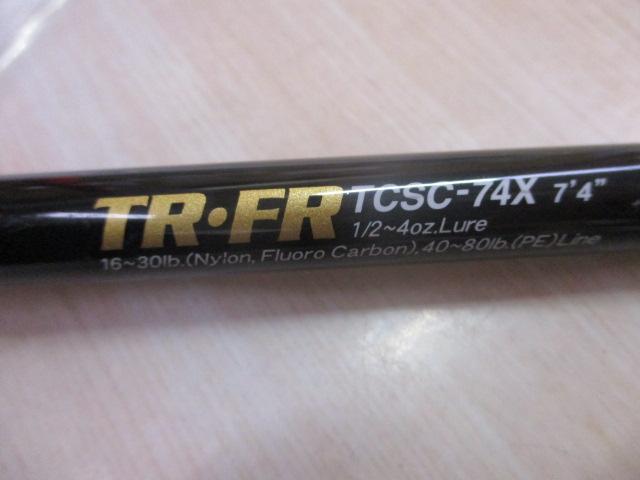 TR・FR TCSC-74X 7'4"
1/2~4oz.Lure
16~30lb.(Nylon, Fluoro Carbon), 40~80lb.(PE)Line